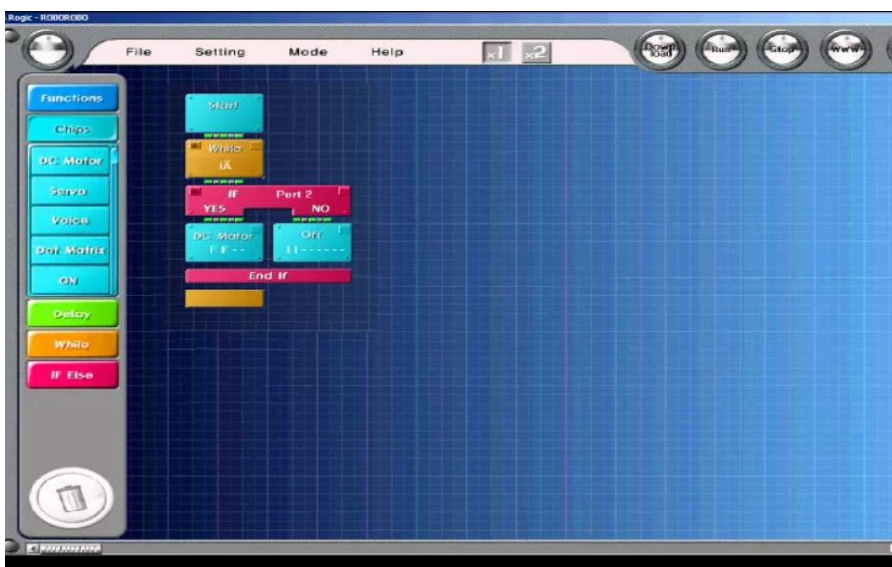 Rogic - ROBOROBO
File Setting Mode Help x1 x2 Down load Run Stop WWW
Functions
Chips
DC Motor
Servo
Voice
Dot Matrix
ON
Delay
While
IF Else
Start
While
iX
IF Port 2
YES NO
DC Motor Off
F F - -
End If